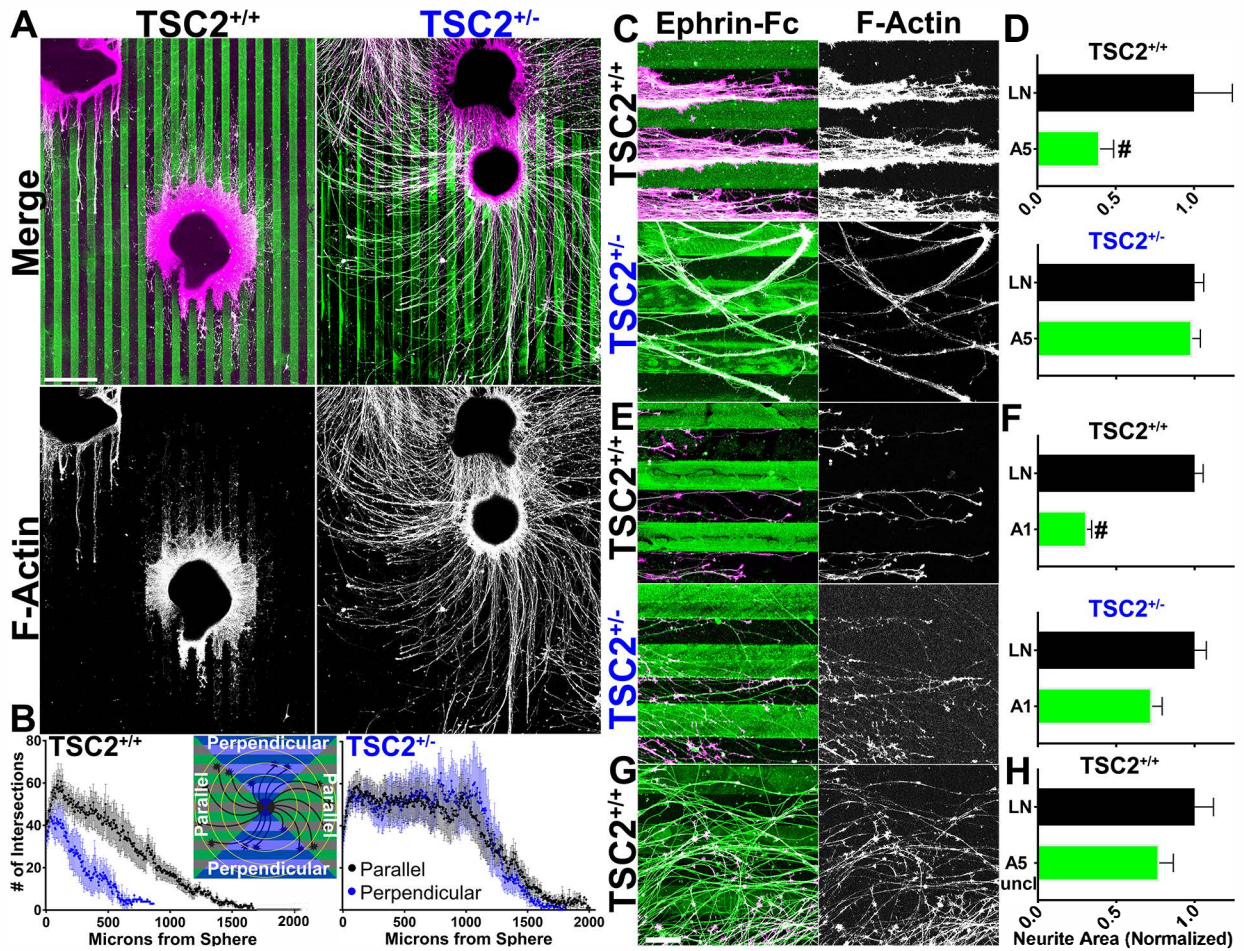 A
TSC2+/+
TSC2+/-
Merge
F-Actin
B
TSC2+/+
Perpendicular
Parallel
Parallel
Perpendicular
TSC2+/-
Parallel
Perpendicular
# of Intersections
80
60
40
20
0
0
500
1000
1500
2000
Microns from Sphere
0
500
1000
1500
2000
Microns from Sphere
C
Ephrin-Fc
F-Actin
TSC2+/+
TSC2+/-
D
TSC2+/+
LN
A5
#
0.0
0.5
1.0
TSC2+/-
LN
A5
E
TSC2+/+
TSC2+/-
F
TSC2+/+
LN
A1
#
TSC2+/-
LN
A1
G
TSC2+/+
H
TSC2+/+
LN
A5
uncl
0.0
0.5
1.0
Neurite Area (Normalized)